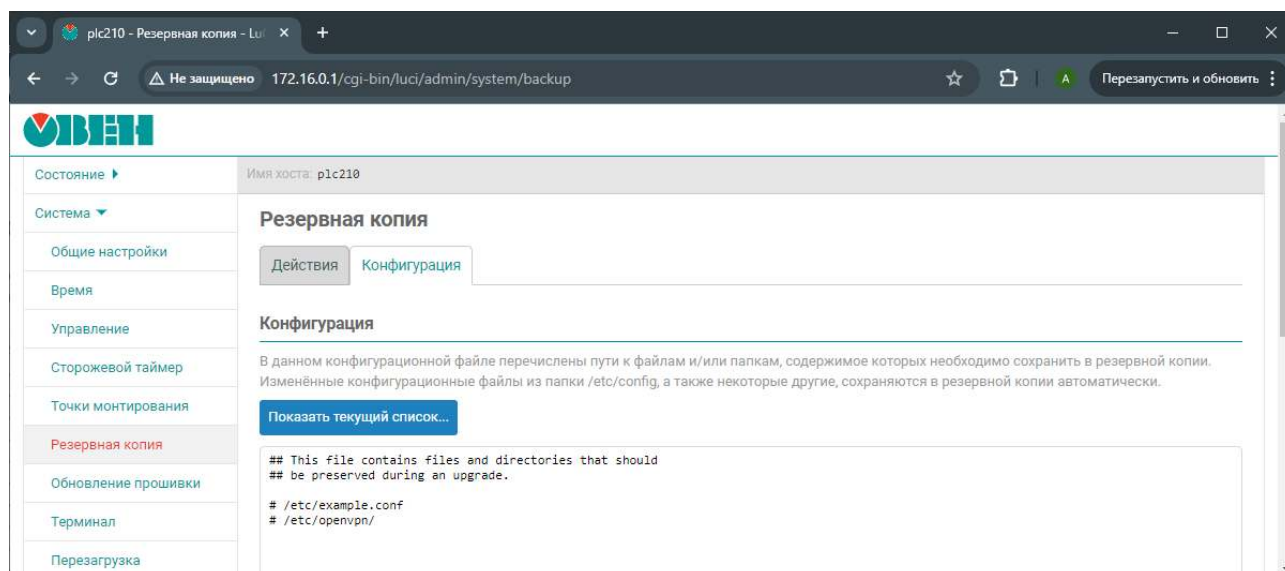 plc210 - Резервная копия - Lu
Не защищено 172.16.0.1/cgi-bin/luci/admin/system/backup
A
Перезапустить и обновить
ОВЕН
Состояние
Имя хоста: plc210
Система
Общие настройки
Время
Управление
Сторожевой таймер
Точки монтирования
Резервная копия
Обновление прошивки
Терминал
Перезагрузка
Резервная копия
Действия
Конфигурация
Конфигурация
В данном конфигурационной файле перечислены пути к файлам и/или папкам, содержимое которых необходимо сохранить в резервной копии.
Изменённые конфигурационные файлы из папки /etc/config, а также некоторые другие, сохраняются в резервной копии автоматически.
Показать текущий список...
## This file contains files and directories that should
## be preserved during an upgrade.
# /etc/example.conf
# /etc/openvpn/